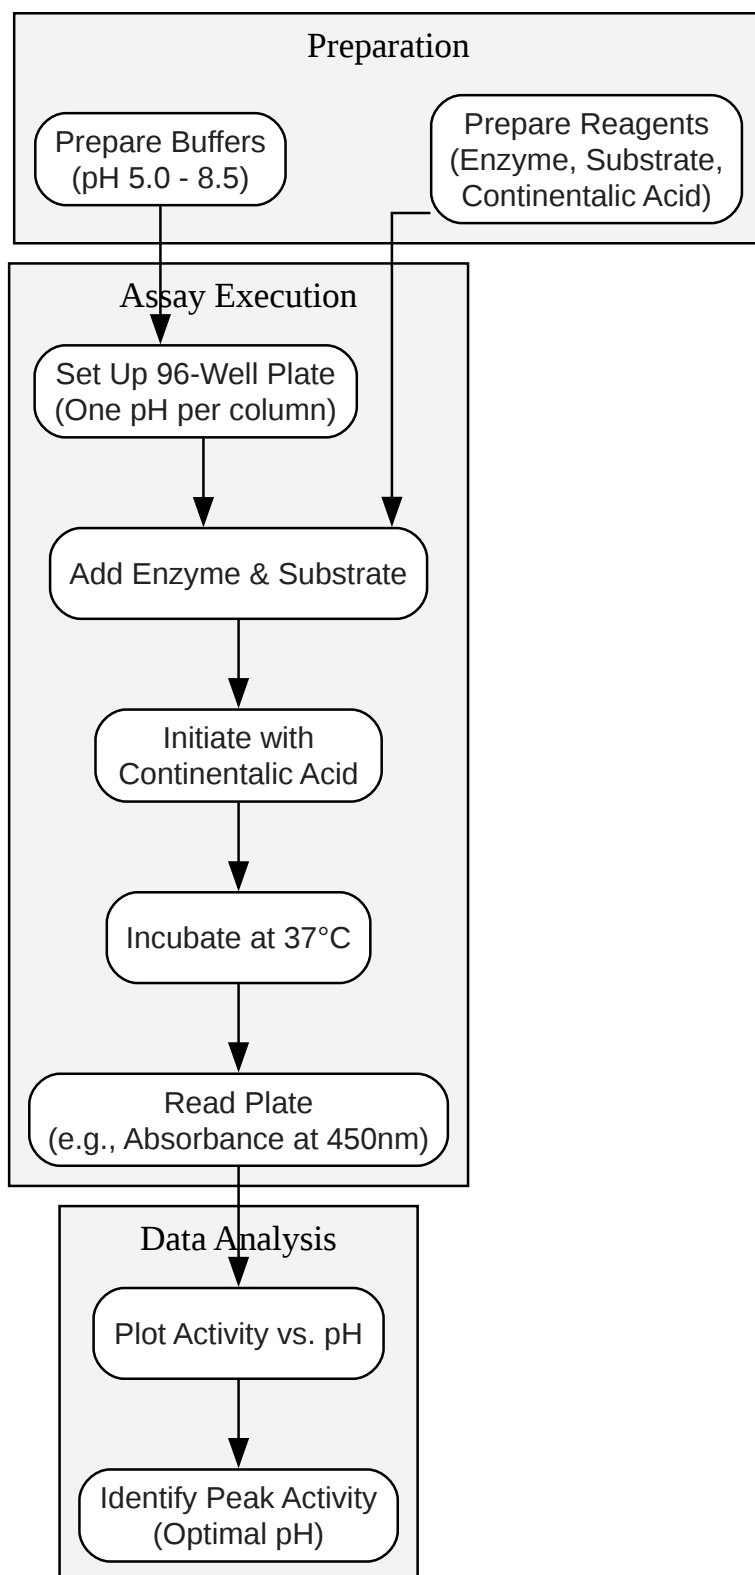 Preparation
Prepare Buffers
(pH 5.0 - 8.5)
Prepare Reagents
(Enzyme, Substrate,
Continentalic Acid)
Assay Execution
Set Up 96-Well Plate
(One pH per column)
Add Enzyme & Substrate
Initiate with
Continentalic Acid
Incubate at 37°C
Read Plate
(e.g., Absorbance at 450nm)
Data Analysis
Plot Activity vs. pH
Identify Peak Activity
(Optimal pH)